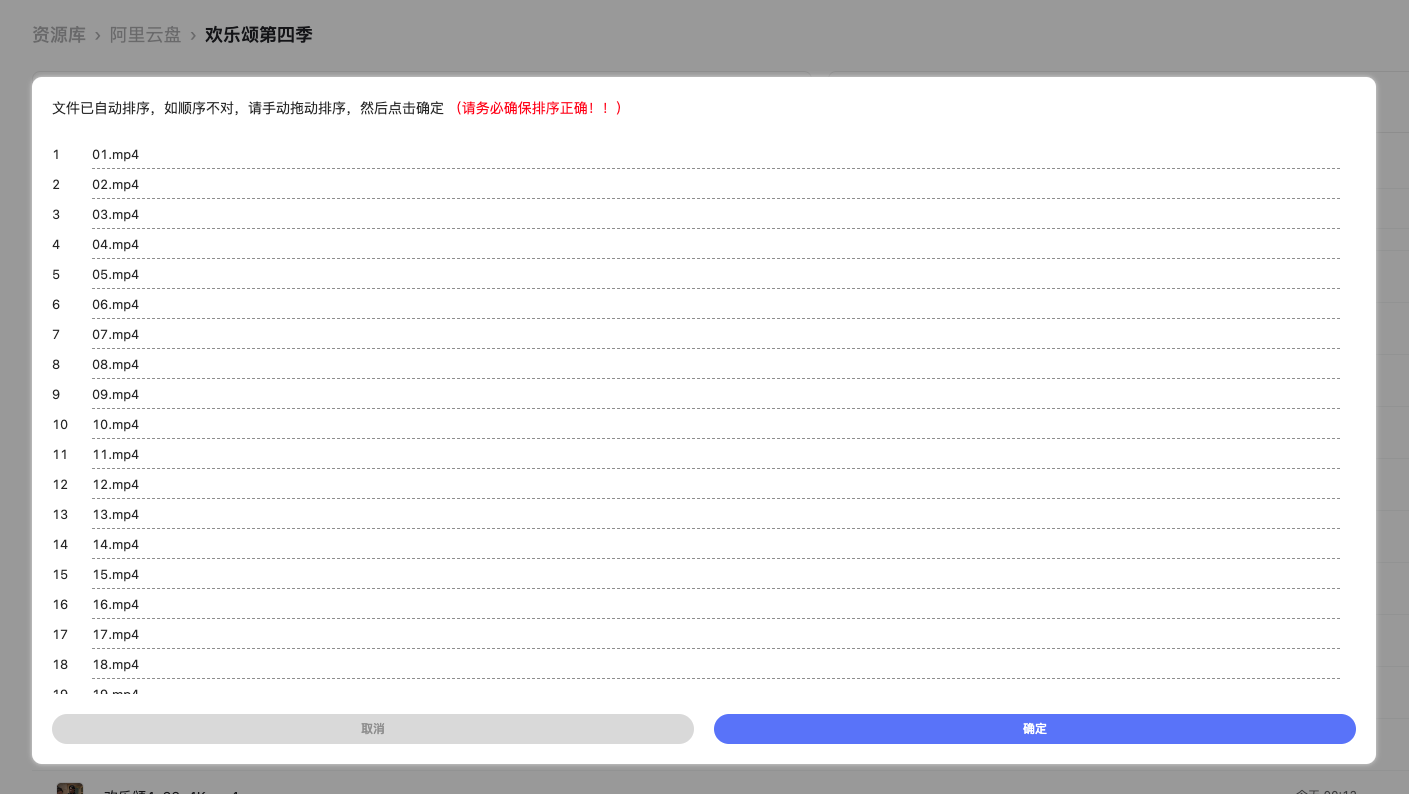 资源库 › 阿里云盘 › 欢乐颂第四季
文件已自动排序，如顺序不对，请手动拖动排序，然后点击确定 （请务必确保排序正确！！）
1 01.mp4
2 02.mp4
3 03.mp4
4 04.mp4
5 05.mp4
6 06.mp4
7 07.mp4
8 08.mp4
9 09.mp4
10 10.mp4
11 11.mp4
12 12.mp4
13 13.mp4
14 14.mp4
15 15.mp4
16 16.mp4
17 17.mp4
18 18.mp4
19 19.mp4
取消 确定